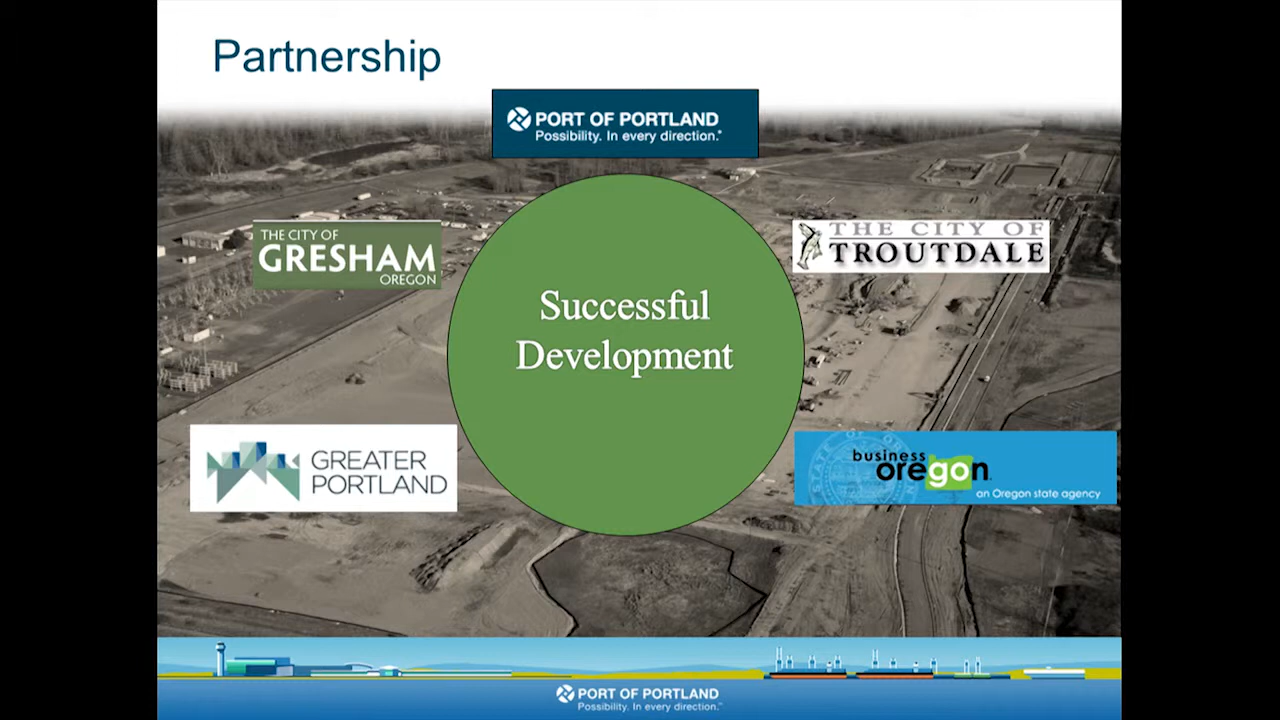 Partnership
PORT OF PORTLAND
Possibility. In every direction.
THE CITY OF
GRESHAM
OREGON
THE CITY OF
TROUTDALE
Successful
Development
GREATER
PORTLAND
business
oregon
an Oregon state agency
PORT OF PORTLAND
Possibility. In every direction.